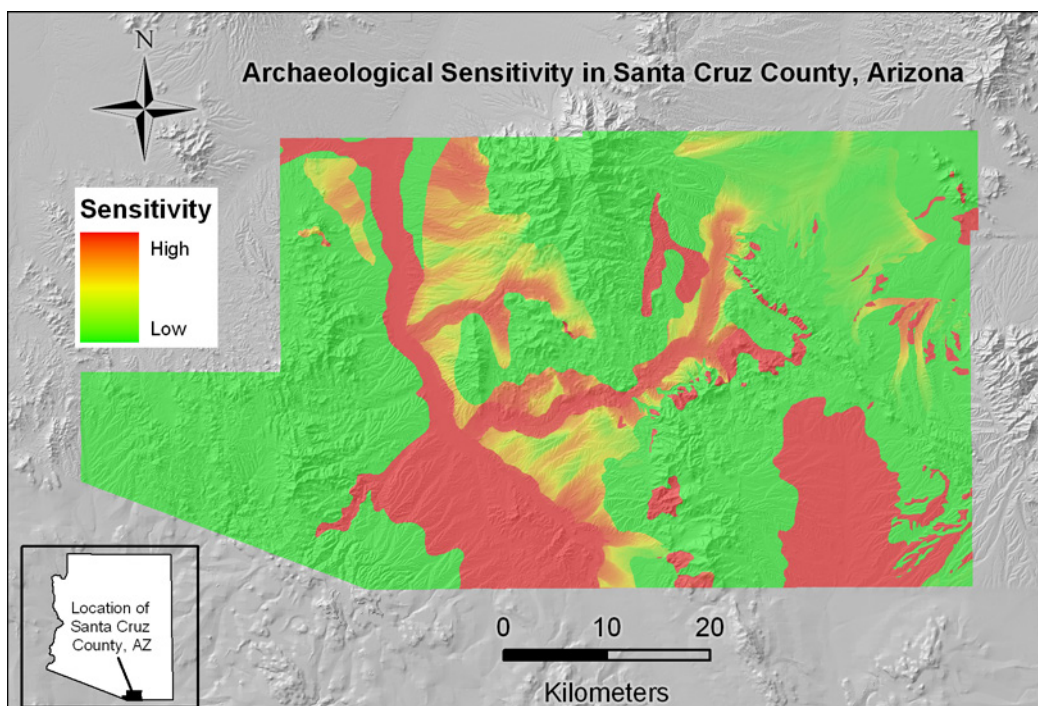 N
Archaeological Sensitivity in Santa Cruz County, Arizona
Sensitivity
High
Low
Location of
Santa Cruz
County, AZ
0 10 20
Kilometers